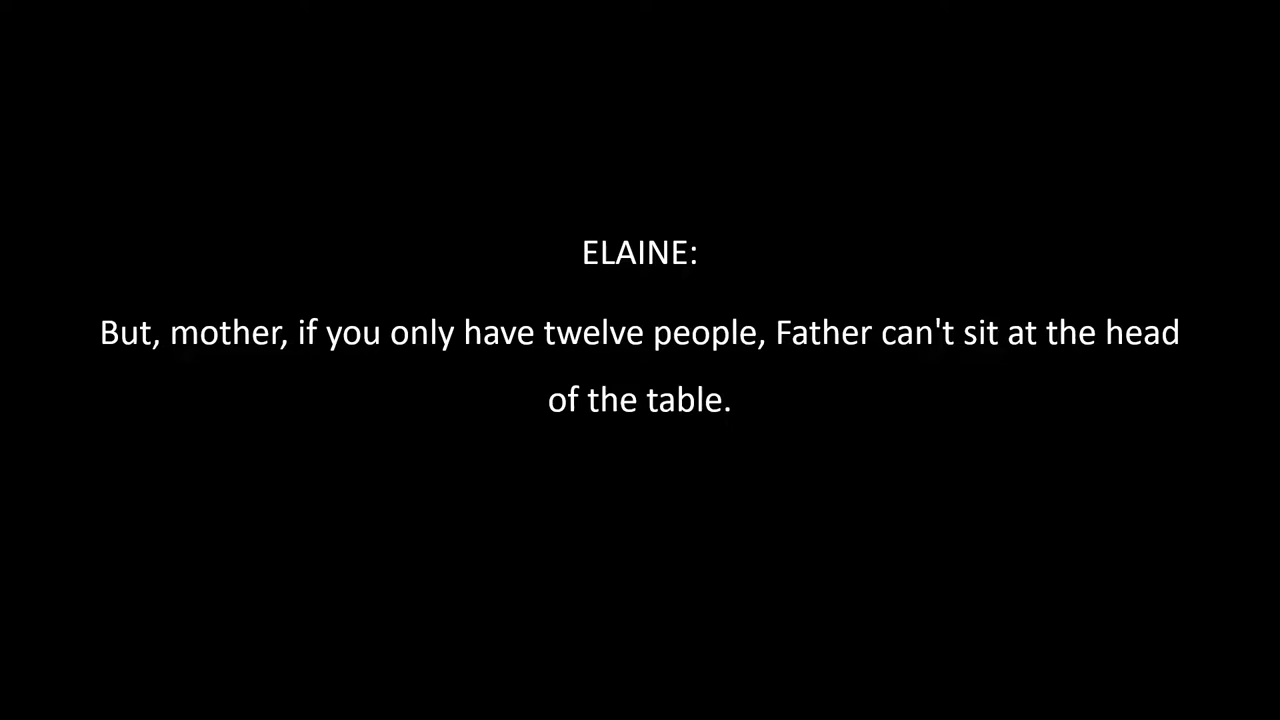 ELAINE:
But, mother, if you only have twelve people, Father can't sit at the head
of the table.